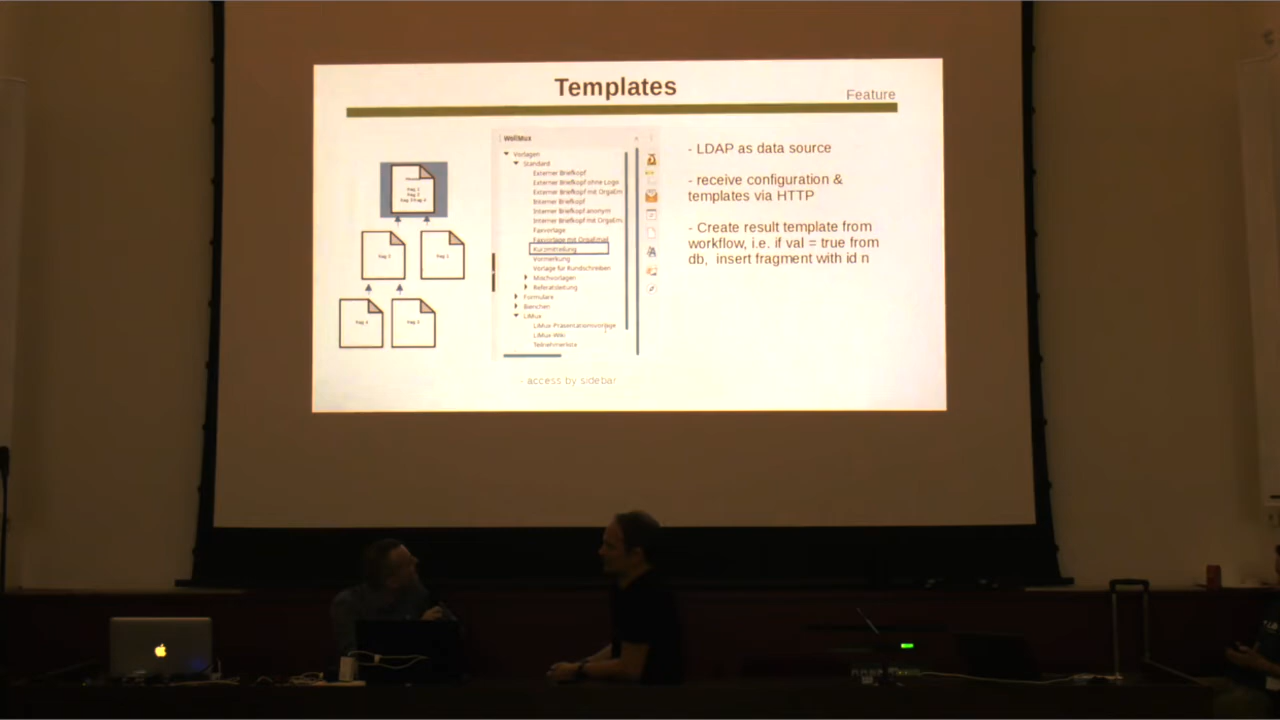 Templates
Feature
WollMux
Vorlagen
Standard
Externer Briefkopf
Externer Briefkopf ohne Logo
Externer Briefkopf mit OrgaEm
Interner Briefkopf
Interner Briefkopf anonym
Interner Briefkopf mit OrgaEm
Faxvorlage
Faxvorlage mit OrgaEmail
Kurzmitteilung
Vormerkung
Vorlage für Rundschreiben
Mischvorlagen
Referatsleitung
Formulare
LiMux
LiMux Präsentationsvorlage
LiMux Wiki
Teilnehmerliste
- access by sidebar
- LDAP as data source
- receive configuration &
templates via HTTP
- Create result template from
workflow, i.e. if val = true from
db, insert fragment with id n